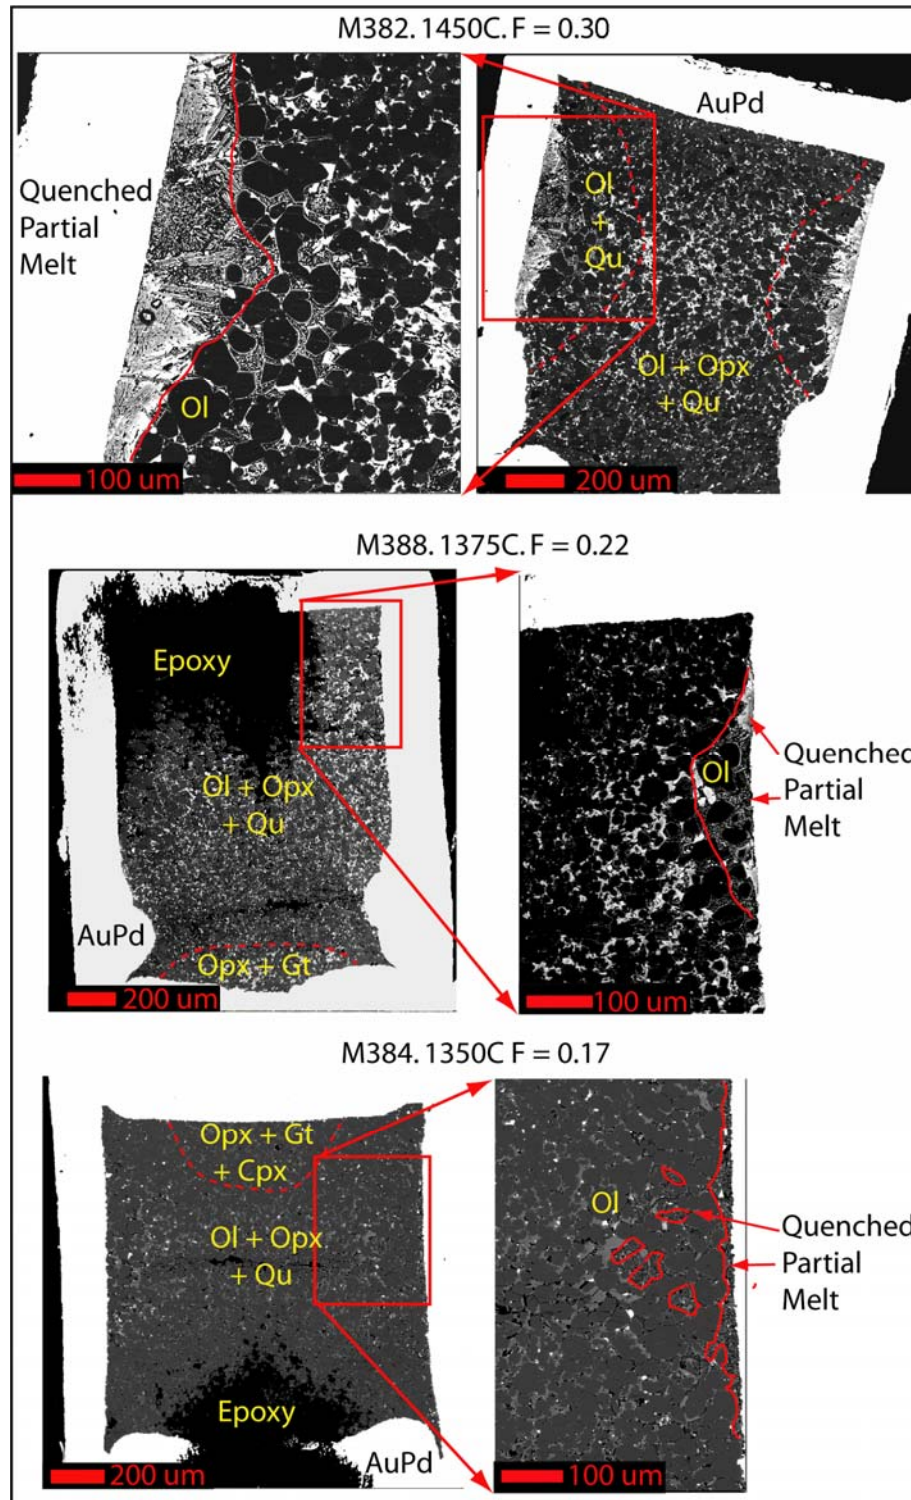 M382. 1450C. F = 0.30
Quenched
Partial
Melt
Ol
100 um
AuPd
Ol
+
Qu
Ol + Opx
+ Qu
200 um
M388. 1375C. F = 0.22
Epoxy
Ol + Opx
+ Qu
AuPd
Opx + Gt
200 um
Ol
Quenched
Partial
Melt
100 um
M384. 1350C F = 0.17
Opx + Gt
+ Cpx
Ol + Opx
+ Qu
Epoxy
AuPd
200 um
Ol
Quenched
Partial
Melt
100 um